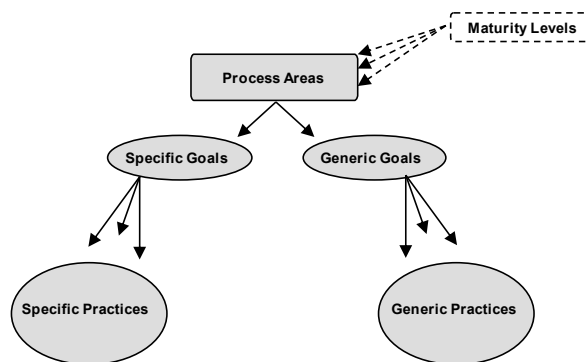 Maturity Levels
Process Areas
Specific Goals
Generic Goals
Specific Practices
Generic Practices